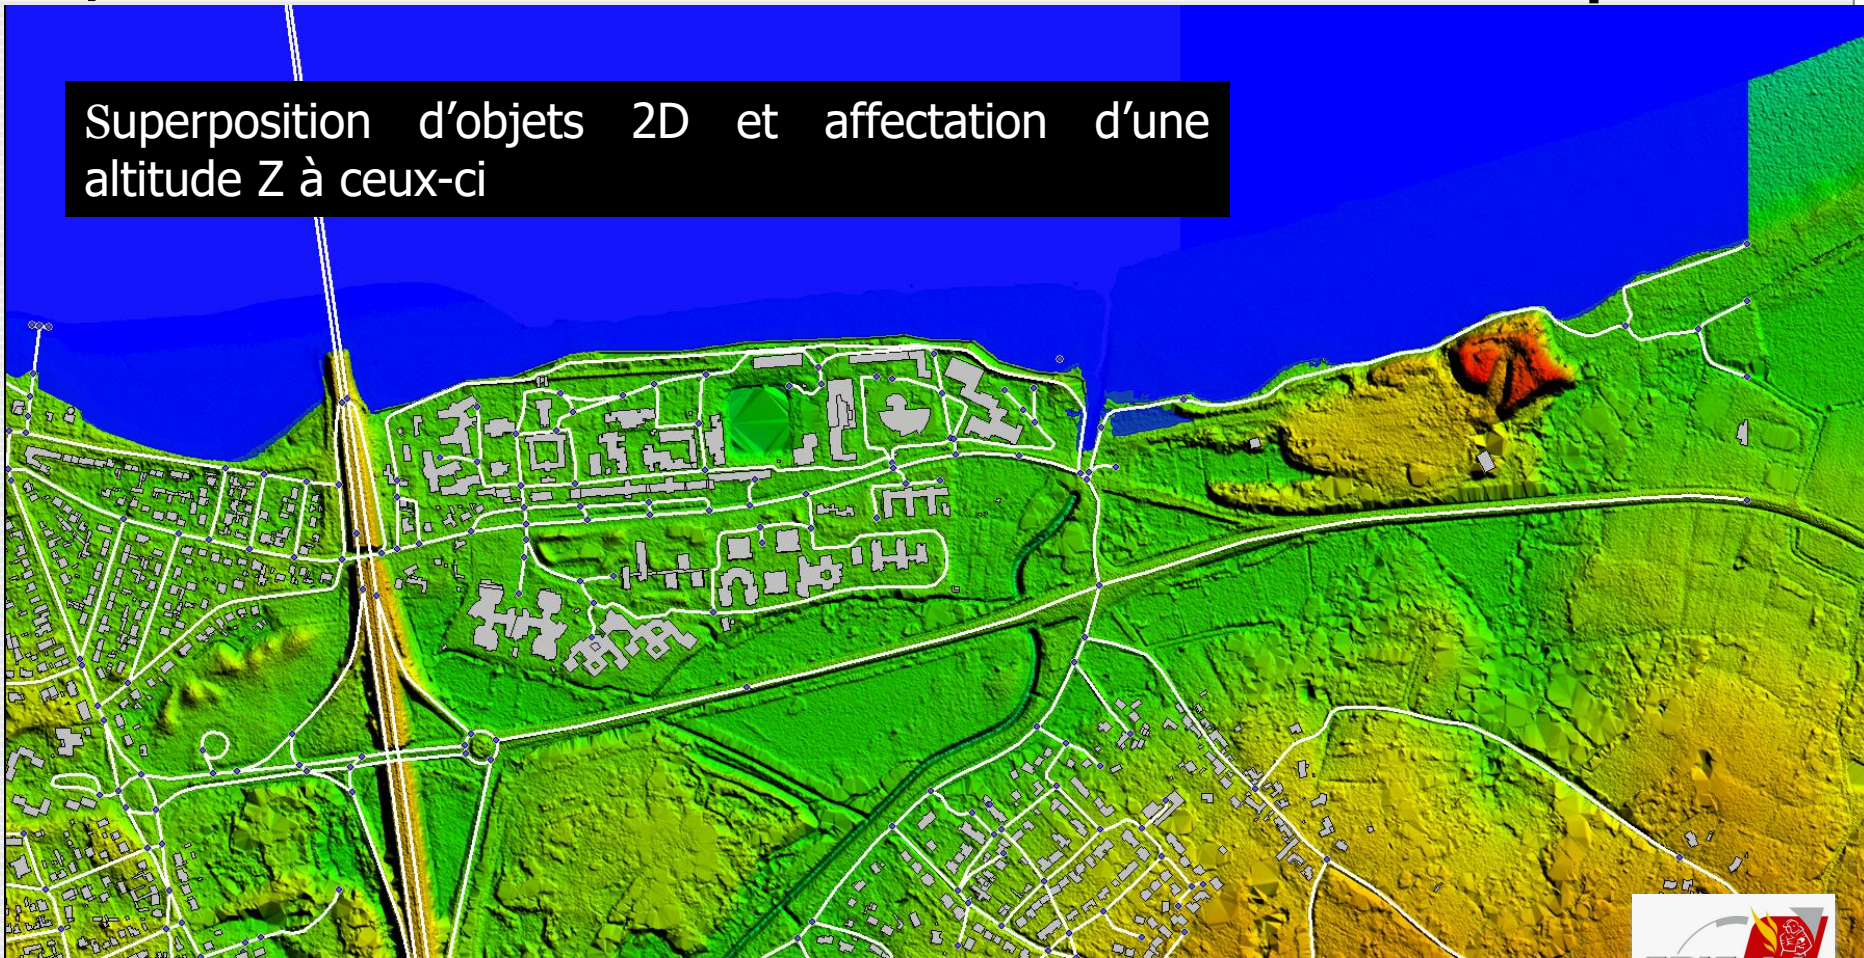 Superposition d’objets 2D et affectation d’une
altitude Z à ceux-ci